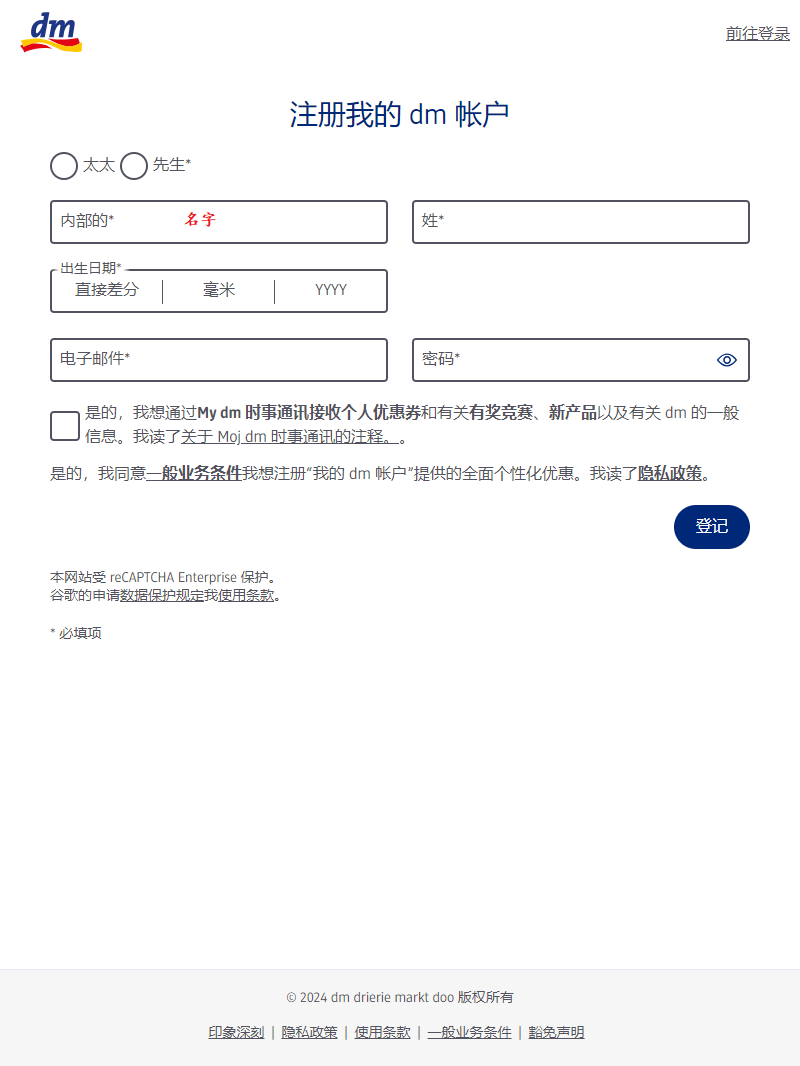 dm
前往登录
注册我的 dm 帐户
太太 先生*
内部的* 名字 姓*
出生日期*
直接差分 毫米 YYYY
电子邮件* 密码*
是的，我想通过My dm 时事通讯接收个人优惠券和有关有奖竞赛、新产品以及有关 dm 的一般
信息。我读了关于 Moj dm 时事通讯的注释。。
是的，我同意一般业务条件我想注册“我的 dm 帐户”提供的全面个性化优惠。我读了隐私政策。
登记
本网站受 reCAPTCHA Enterprise 保护。
谷歌的申请数据保护规定我使用条款。
* 必填项
© 2024 dm drierie markt doo 版权所有
印象深刻 | 隐私政策 | 使用条款 | 一般业务条件 | 豁免声明